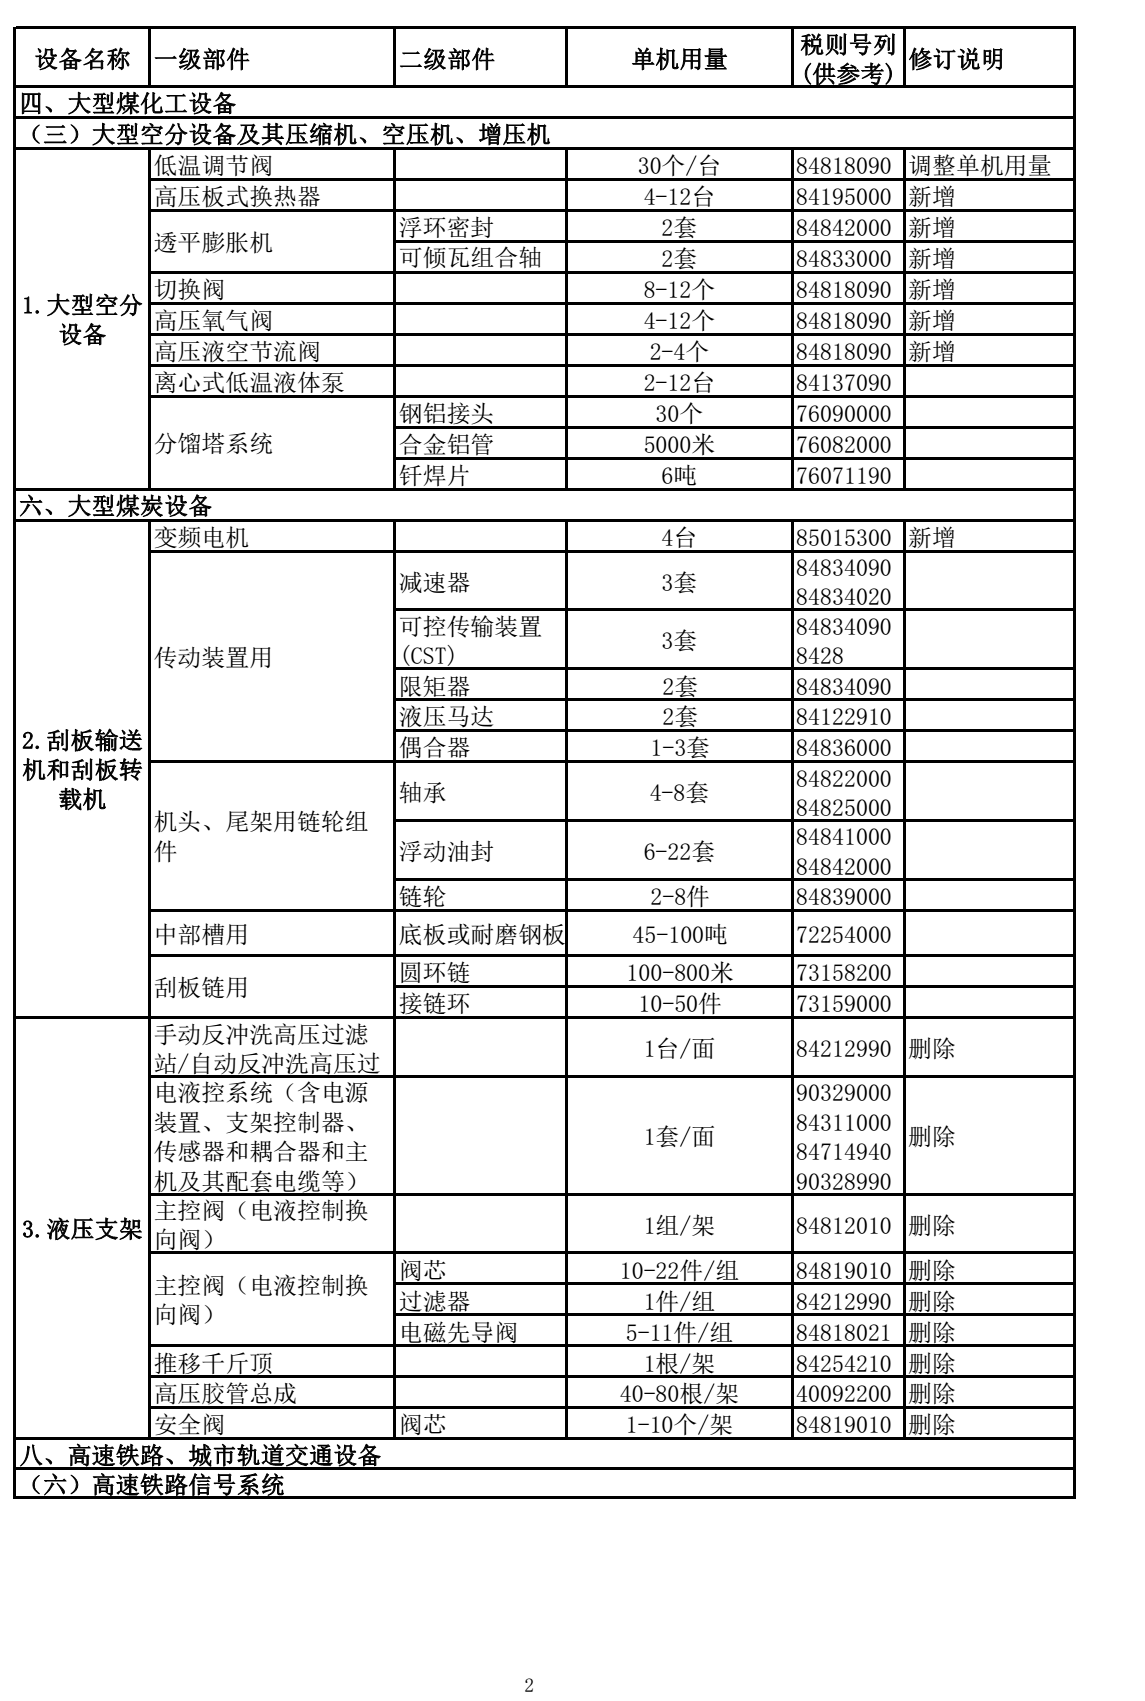 设备名称 一级部件 二级部件 单机用量 税则号列(供参考) 修订说明
四、大型煤化工设备
（三）大型空分设备及其压缩机、空压机、增压机
1.大型空分设备
低温调节阀 30个/台 84818090 调整单机用量
高压板式换热器 4-12台 84195000 新增
透平膨胀机 浮环密封 2套 84842000 新增
可倾瓦组合轴 2套 84833000 新增
切换阀 8-12个 84818090 新增
高压氧气阀 4-12个 84818090 新增
高压液空节流阀 2-4个 84818090 新增
离心式低温液体泵 2-12台 84137090
分馏塔系统 钢铝接头 30个 76090000
合金铝管 5000米 76082000
钎焊片 6吨 76071190
六、大型煤炭设备
2.刮板输送机和刮板转载机
变频电机 4台 85015300 新增
传动装置用 减速器 3套 84834090
84834020
可控传输装置(CST) 3套 84834090
8428
限矩器 2套 84834090
液压马达 2套 84122910
偶合器 1-3套 84836000
机头、尾架用链轮组件 轴承 4-8套 84822000
84825000
浮动油封 6-22套 84841000
84842000
链轮 2-8件 84839000
中部槽用 底板或耐磨钢板 45-100吨 72254000
刮板链用 圆环链 100-800米 73158200
接链环 10-50件 73159000
3.液压支架
手动反冲洗高压过滤
站/自动反冲洗高压过 1台/面 84212990 删除
电液控系统（含电源
装置、支架控制器、
传感器和耦合器和主
机及其配套电缆等） 1套/面 90329000
84311000
84714940
90328990 删除
主控阀（电液控制换
向阀） 1组/架 84812010 删除
主控阀（电液控制换
向阀） 阀芯 10-22件/组 84819010 删除
过滤器 1件/组 84212990 删除
电磁先导阀 5-11件/组 84818021 删除
推移千斤顶 1根/架 84254210 删除
高压胶管总成 40-80根/架 40092200 删除
安全阀 阀芯 1-10个/架 84819010 删除
八、高速铁路、城市轨道交通设备
（六）高速铁路信号系统
2